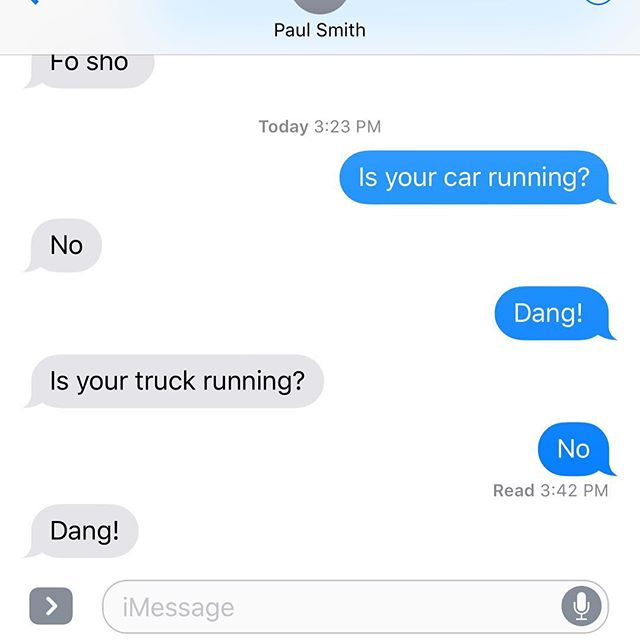 Paul Smith
Fo sho
Today 3:23 PM
Is your car running?
No
Dang!
Is your truck running?
No
Read 3:42 PM
Dang!
iMessage